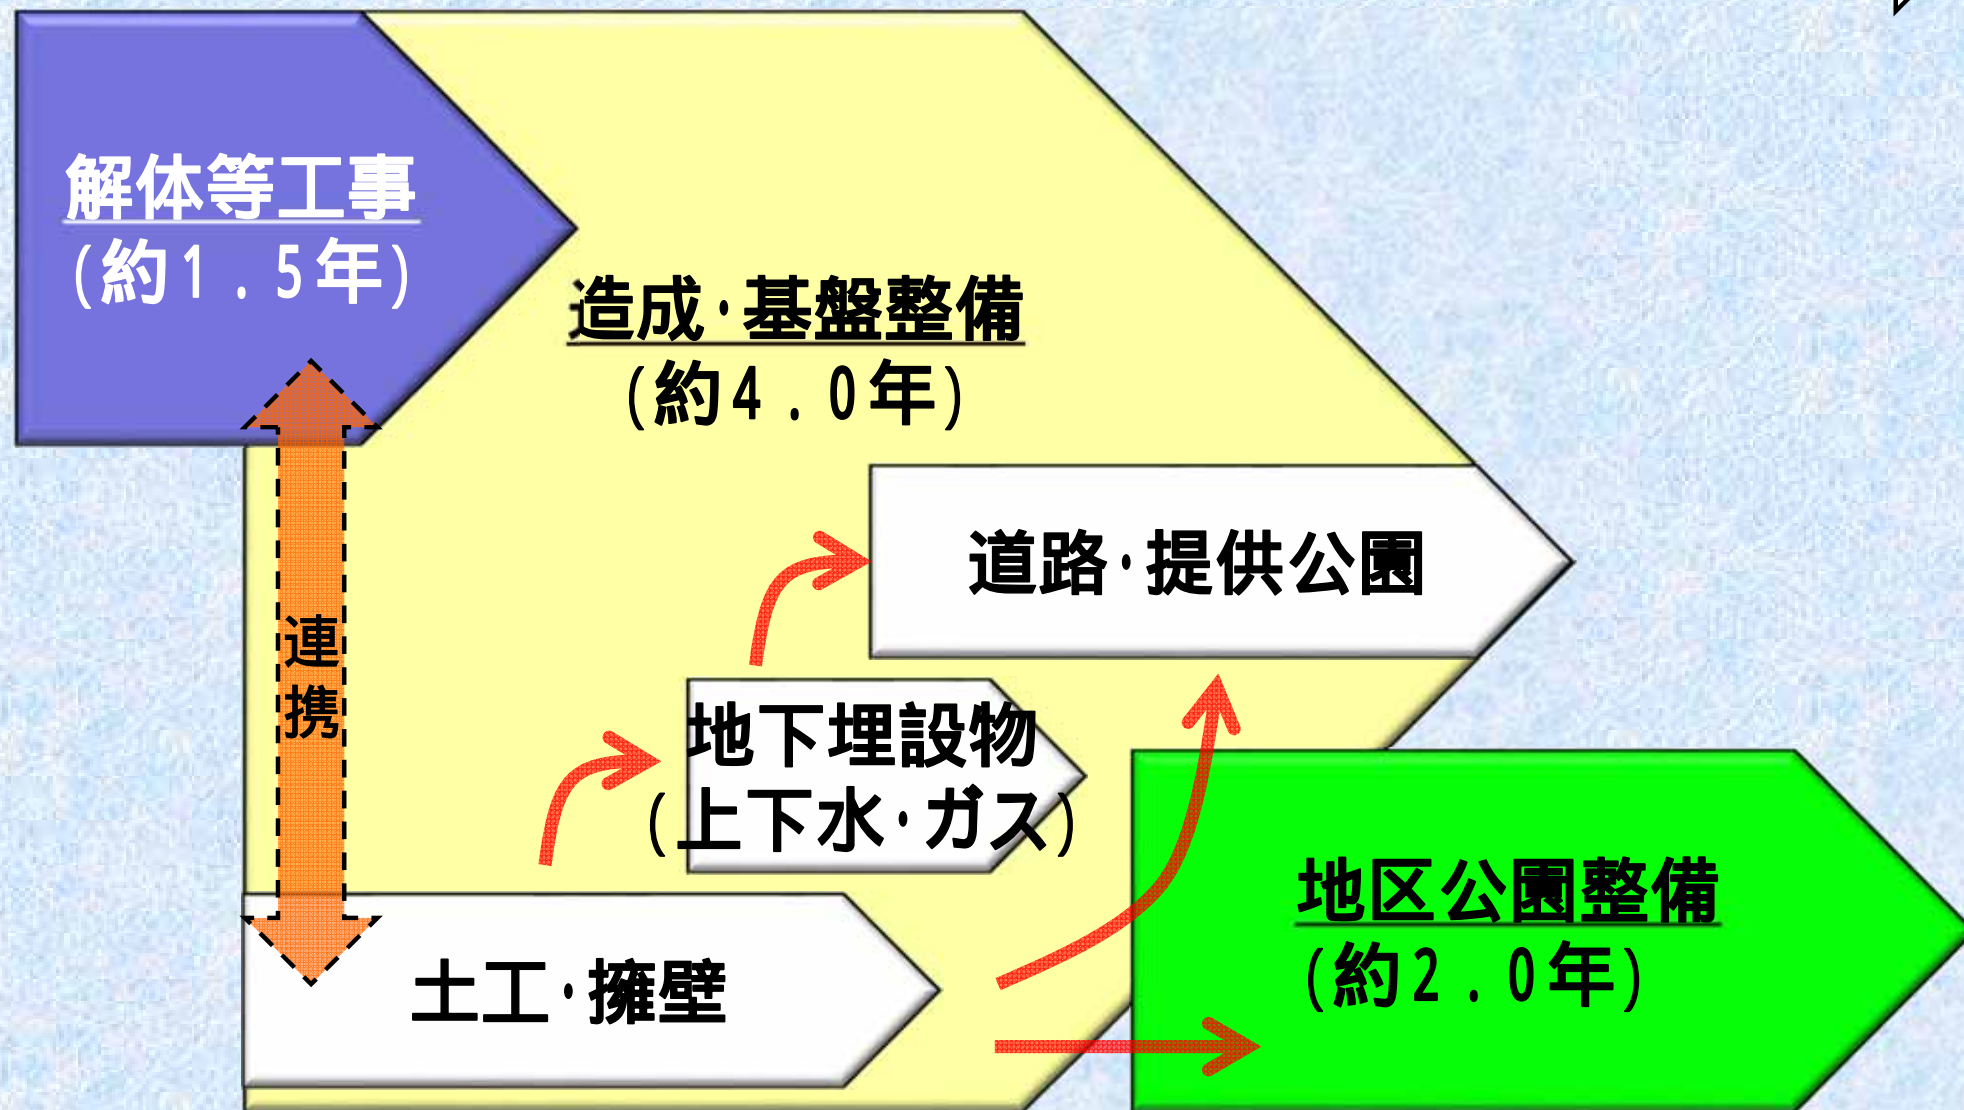 解体等工事
(約1.5年)
造成・基盤整備
(約4.0年)
道路・提供公園
連
携
地下埋設物
(上下水・ガス)
地区公園整備
(約2.0年)
土工・擁壁